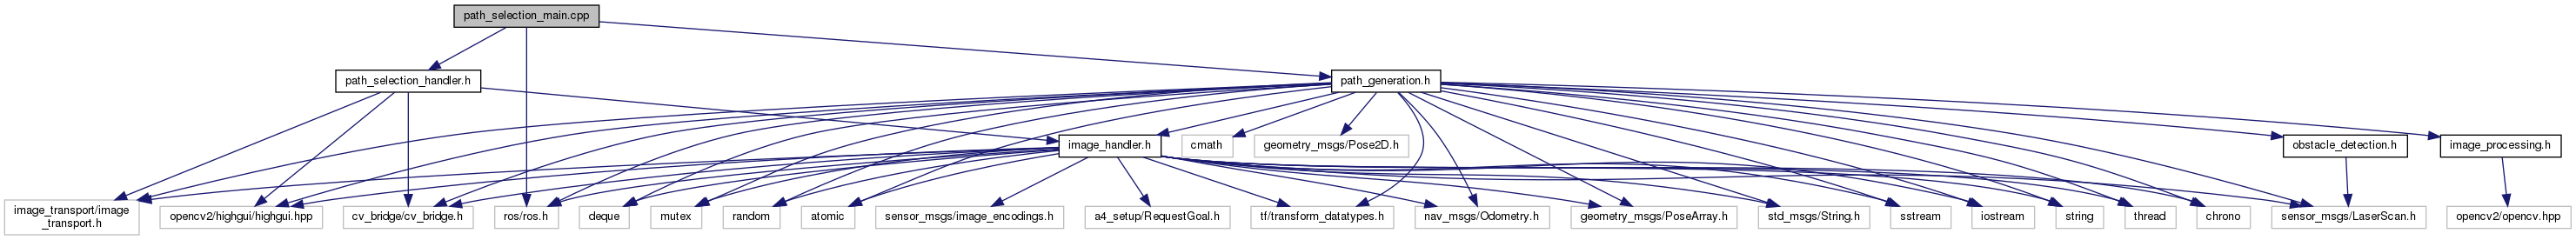 path_selection_main.cpp
path_selection_handler.h
path_generation.h
image_handler.h
cmath
geometry_msgs/Pose2D.h
obstacle_detection.h
image_processing.h
image_transport/image
_transport.h
opencv2/highgui/highgui.hpp
cv_bridge/cv_bridge.h
ros/ros.h
deque
mutex
random
atomic
sensor_msgs/image_encodings.h
a4_setup/RequestGoal.h
tf/transform_datatypes.h
nav_msgs/Odometry.h
geometry_msgs/PoseArray.h
std_msgs/String.h
sstream
iostream
string
thread
chrono
sensor_msgs/LaserScan.h
opencv2/opencv.hpp